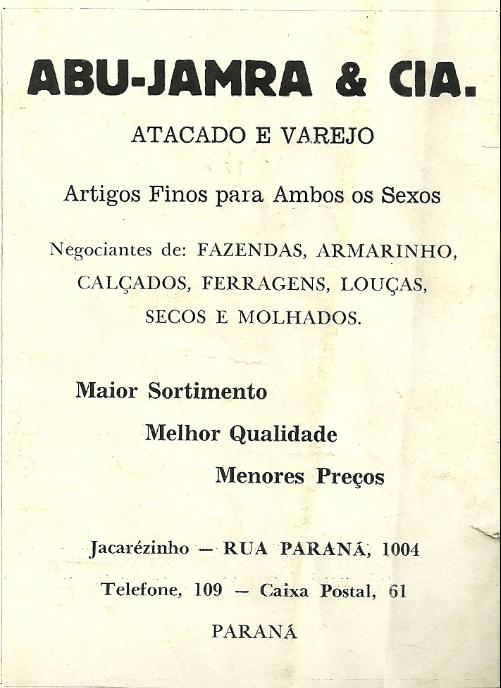 ABU-JAMRA & CIA.
ATACADO E VAREJO
Artigos Finos para Ambos os Sexos
Negociantes de: FAZENDAS, ARMARINHO,
CALÇADOS, FERRAGENS, LOUÇAS,
SECOS E MOLHADOS.
Maior Sortimento
Melhor Qualidade
Menores Preços
Jacarézinho — RUA PARANÁ, 1004
Telefone, 109 — Caixa Postal, 61
PARANÁ